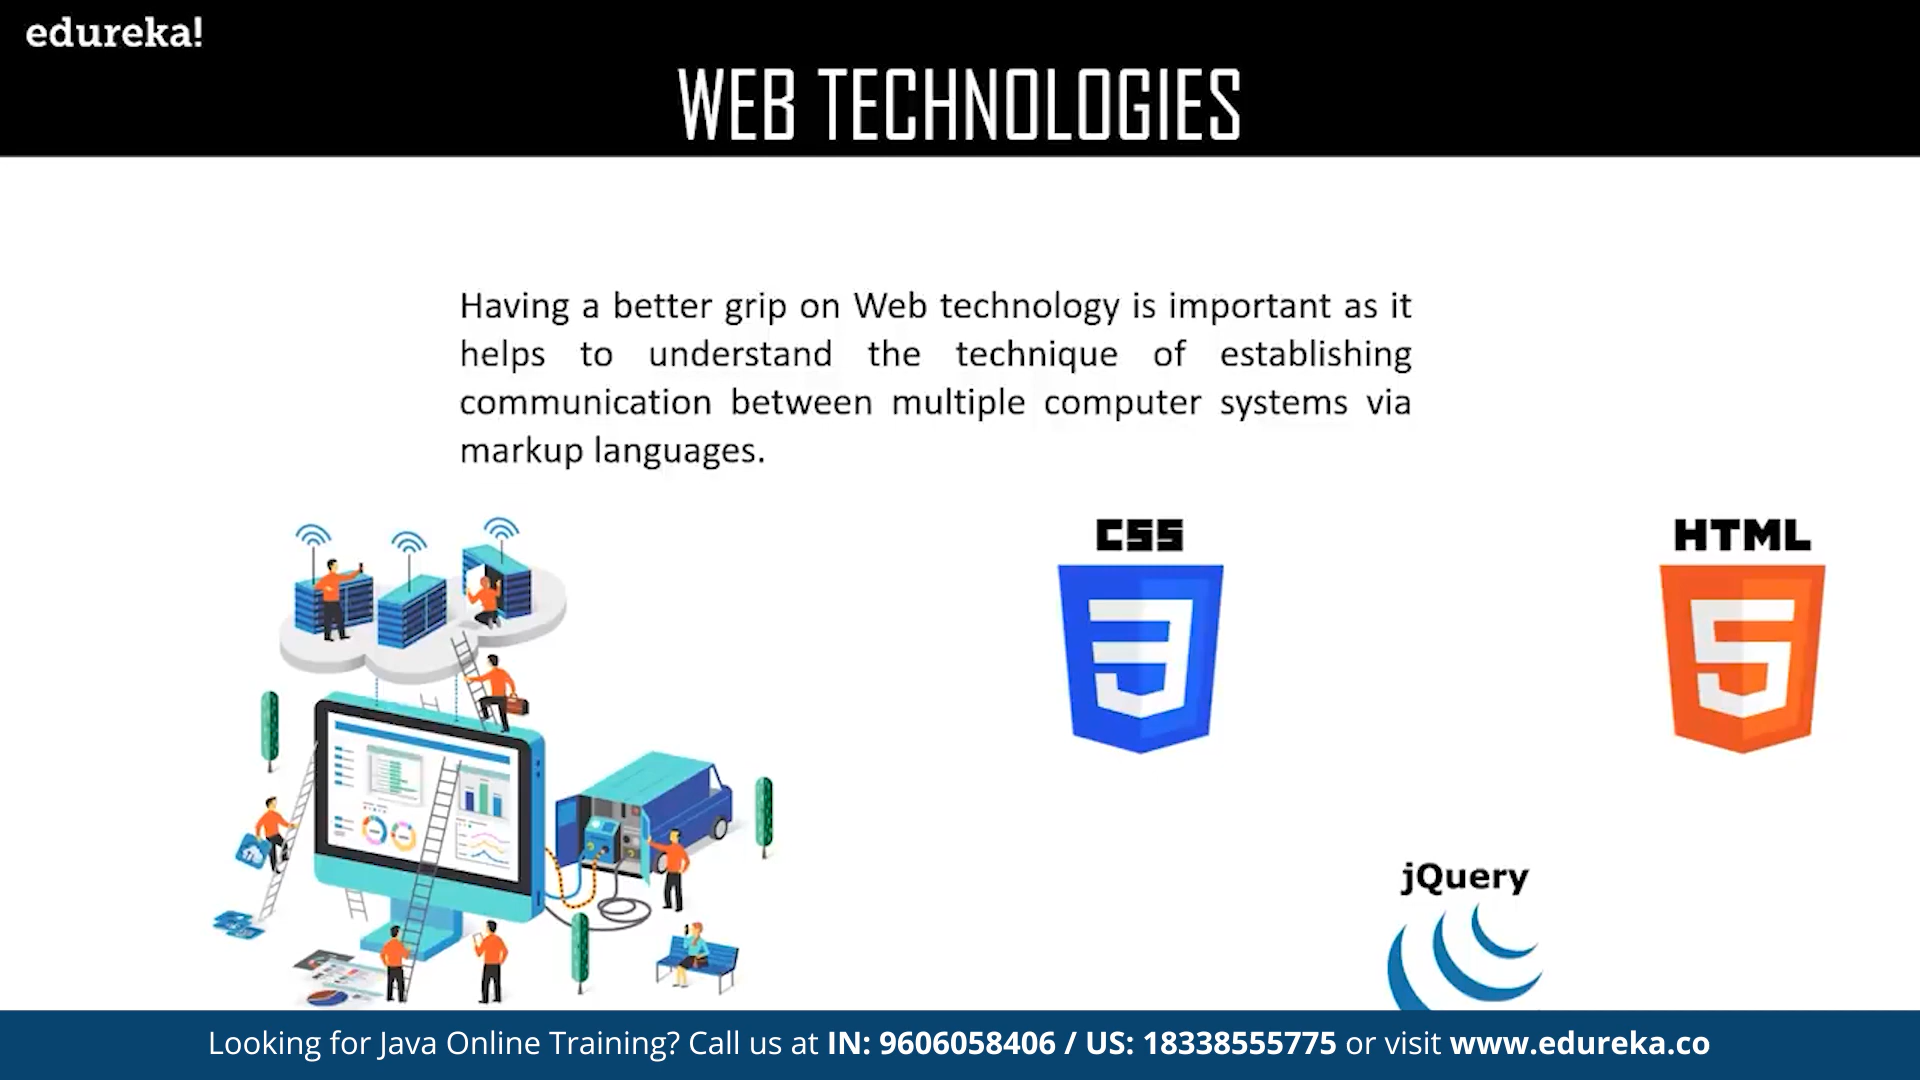 edureka!
WEB TECHNOLOGIES
Having a better grip on Web technology is important as it
helps to understand the technique of establishing
communication between multiple computer systems via
markup languages.
CSS
HTML
3
5
jQuery
Looking for Java Online Training? Call us at IN: 9606058406 / US: 18338555775 or visit www.edureka.co